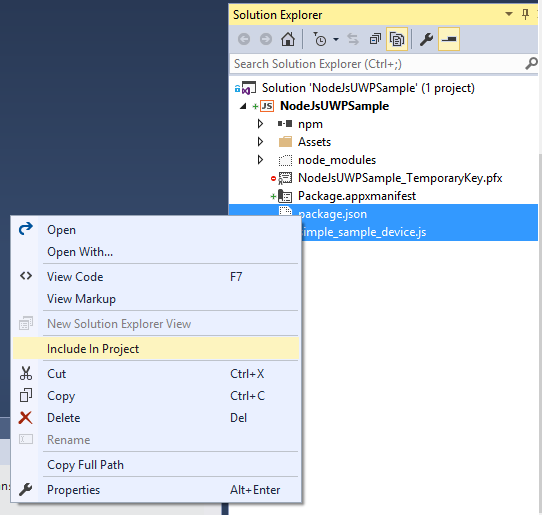 Solution Explorer
Search Solution Explorer (Ctrl+;)
Solution 'NodeJsUWPSample' (1 project)
JS NodeJsUWPSample
npm
Assets
node_modules
NodeJsUWPSample_TemporaryKey.pfx
Package.appxmanifest
package.json
imple_sample_device.js
Open
Open With...
View Code F7
View Markup
New Solution Explorer View
Include In Project
Cut Ctrl+X
Copy Ctrl+C
Delete Del
Rename
Copy Full Path
Properties Alt+Enter